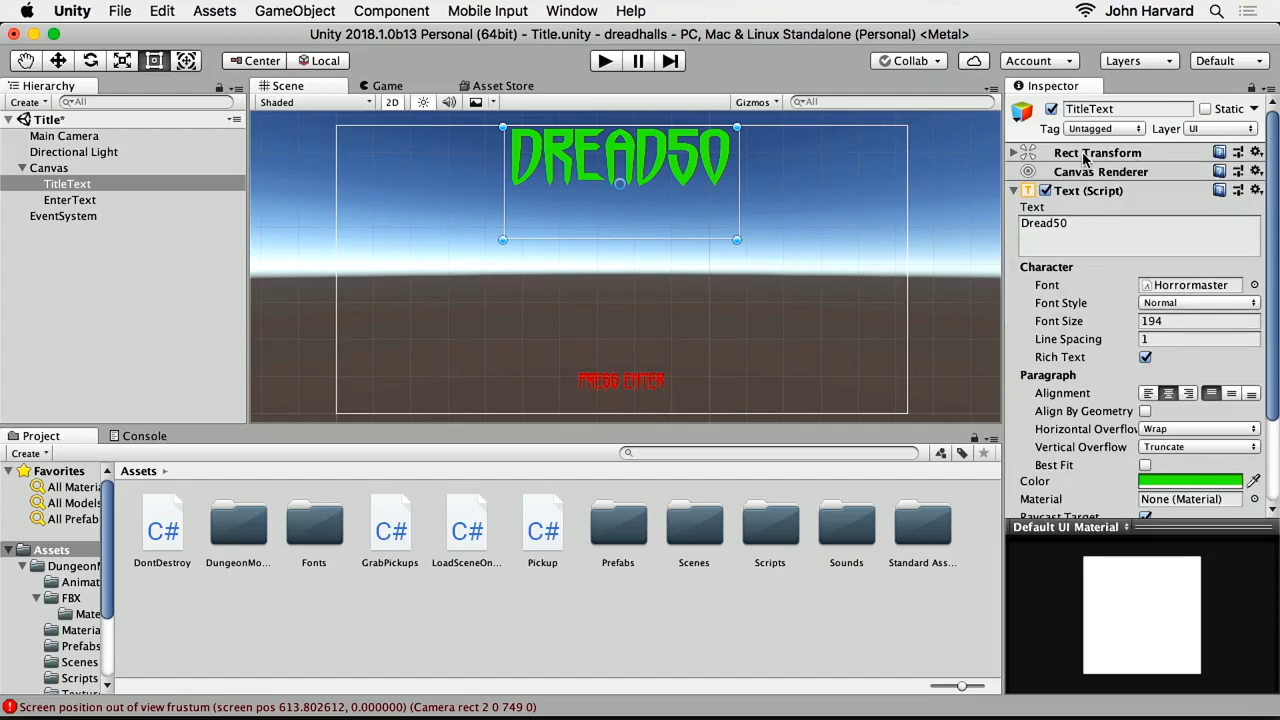 Unity File Edit Assets GameObject Component Mobile Input Window Help John Harvard
Unity 2018.1.0b13 Personal (64bit) - Title.unity - dreadhalls - PC, Mac & Linux Standalone (Personal) <Metal>
Center Local Collab Account Layers Default
Hierarchy
Create All
Title*
Main Camera
Directional Light
Canvas
TitleText
EnterText
EventSystem
Scene Game Asset Store
Shaded 2D Gizmos All
DREAD50
PRESS ENTER
Inspector
TitleText Static
Tag Untagged Layer UI
Rect Transform
Canvas Renderer
Text (Script)
Text
Dread50
Character
Font Horrormaster
Font Style Normal
Font Size 194
Line Spacing 1
Rich Text
Paragraph
Alignment
Align By Geometry
Horizontal Overflow Wrap
Vertical Overflow Truncate
Best Fit
Color
Material None (Material)
Raycast Target
Default UI Material
Project Console
Create
Favorites
All Materia
All Models
All Prefab
Assets
DungeonM
Animat
FBX
Mate
Materia
Prefabs
Scenes
Scripts
Assets
DontDestroy DungeonMo... Fonts GrabPickups LoadSceneOn... Pickup Prefabs Scenes Scripts Sounds Standard Ass...
Screen position out of view frustum (screen pos 613.802612, 0.000000) (Camera rect 2 0 749 0)